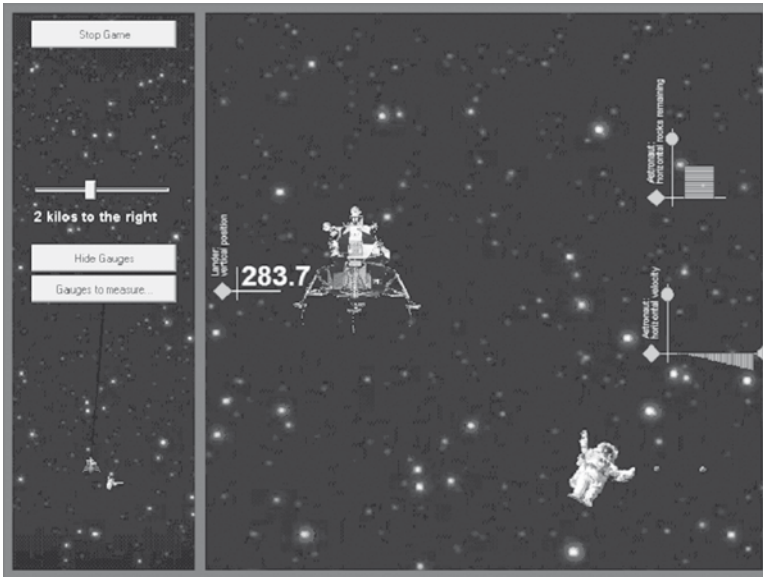 Stop Game
2 kilos to the right
Hide Gauges
Gauges to measure...
Lander:
vertical position
283.7
Astronaut:
horizontal rocks remaining
Astronaut:
horizontal velocity